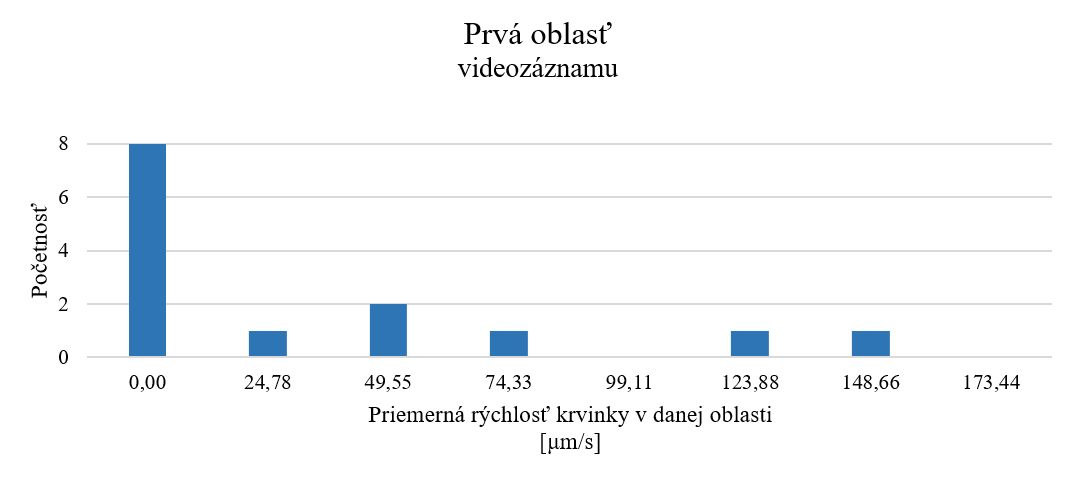 Prvá oblasť
videozáznamu
Početnosť
8
6
4
2
0
0,00 24,78 49,55 74,33 99,11 123,88 148,66 173,44
Priemerná rýchlosť krvinky v danej oblasti
[μm/s]